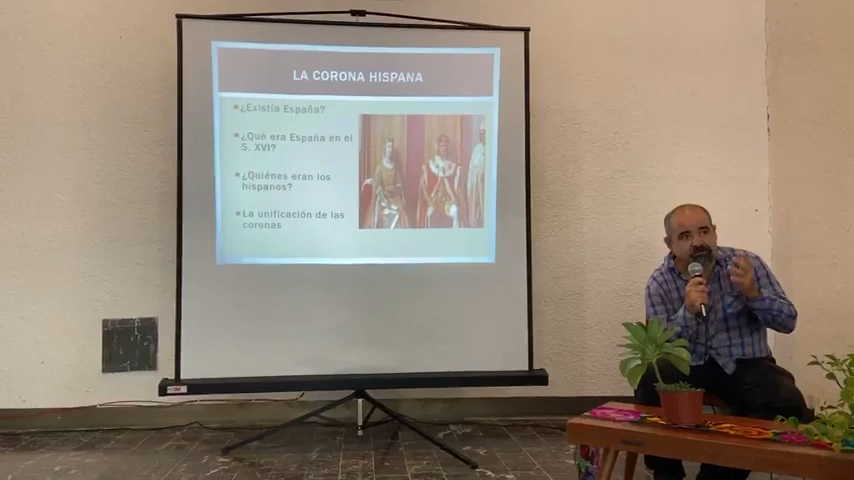 LA CORONA HISPANA
¿Existía España?
¿Qué era España en el
S. XVI?
¿Quiénes eran los
hispanos?
La unificación de las
coronas